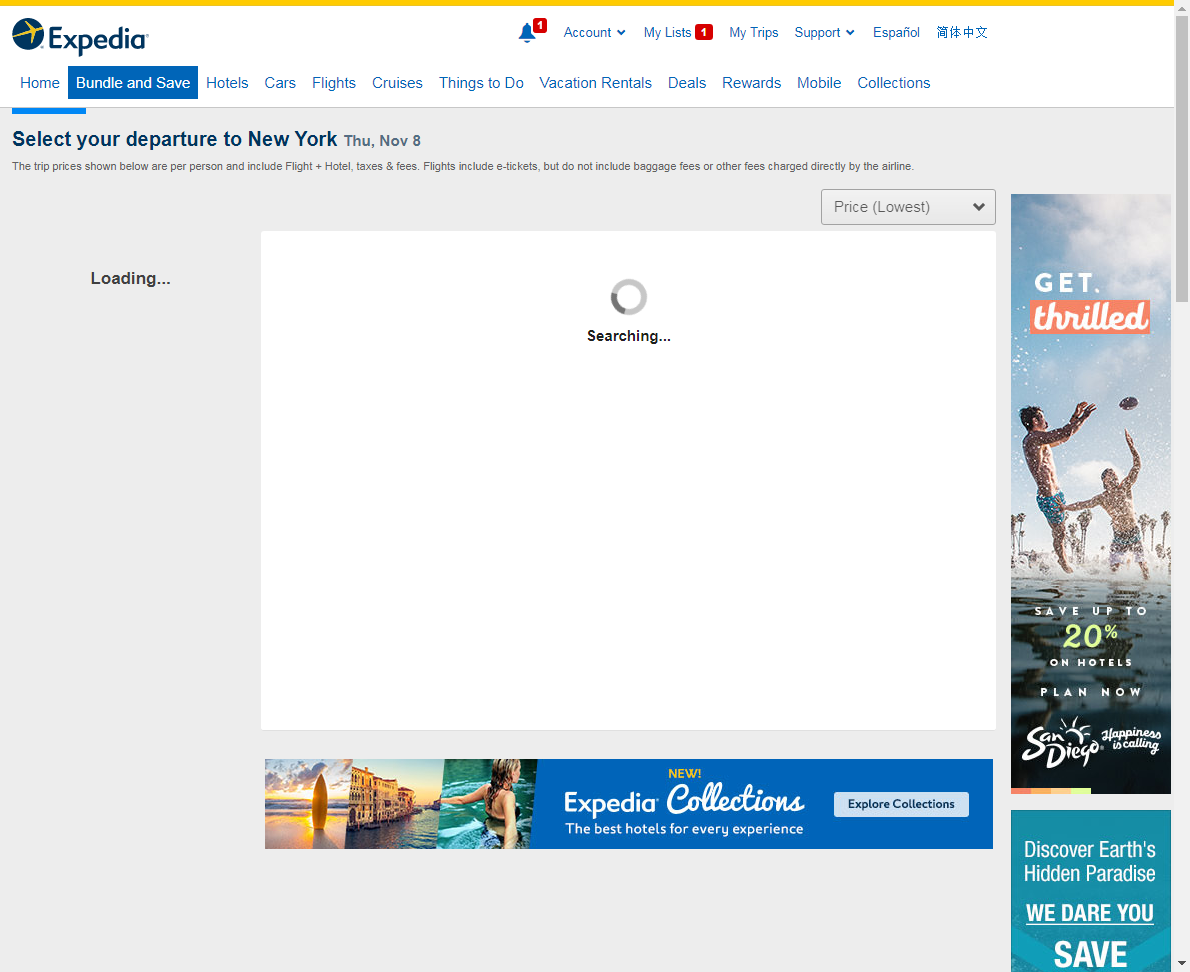 Expedia
1
Account
My Lists 1
My Trips
Support
Español
简体中文
Home
Bundle and Save
Hotels
Cars
Flights
Cruises
Things to Do
Vacation Rentals
Deals
Rewards
Mobile
Collections
Select your departure to New York Thu, Nov 8
The trip prices shown below are per person and include Flight + Hotel, taxes & fees. Flights include e-tickets, but do not include baggage fees or other fees charged directly by the airline.
Price (Lowest)
Loading...
Searching...
NEW!
Expedia Collections
The best hotels for every experience
Explore Collections
GET.
thrilled
SAVE UP TO
20%
ON HOTELS
PLAN NOW
San Diego
Happiness
is calling
Discover Earth's
Hidden Paradise
WE DARE YOU
SAVE